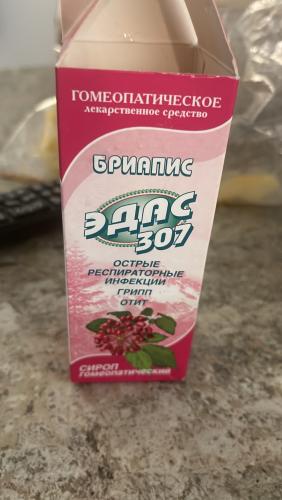 ГОМЕОПАТИЧЕСКОЕ
лекарственное средство
БРИАПИС
ЭДАС
307
ОСТРЫЕ
РЕСПИРАТОРНЫЕ
ИНФЕКЦИИ
ГРИПП
ОТИТ
СИРОП
гомеопатический